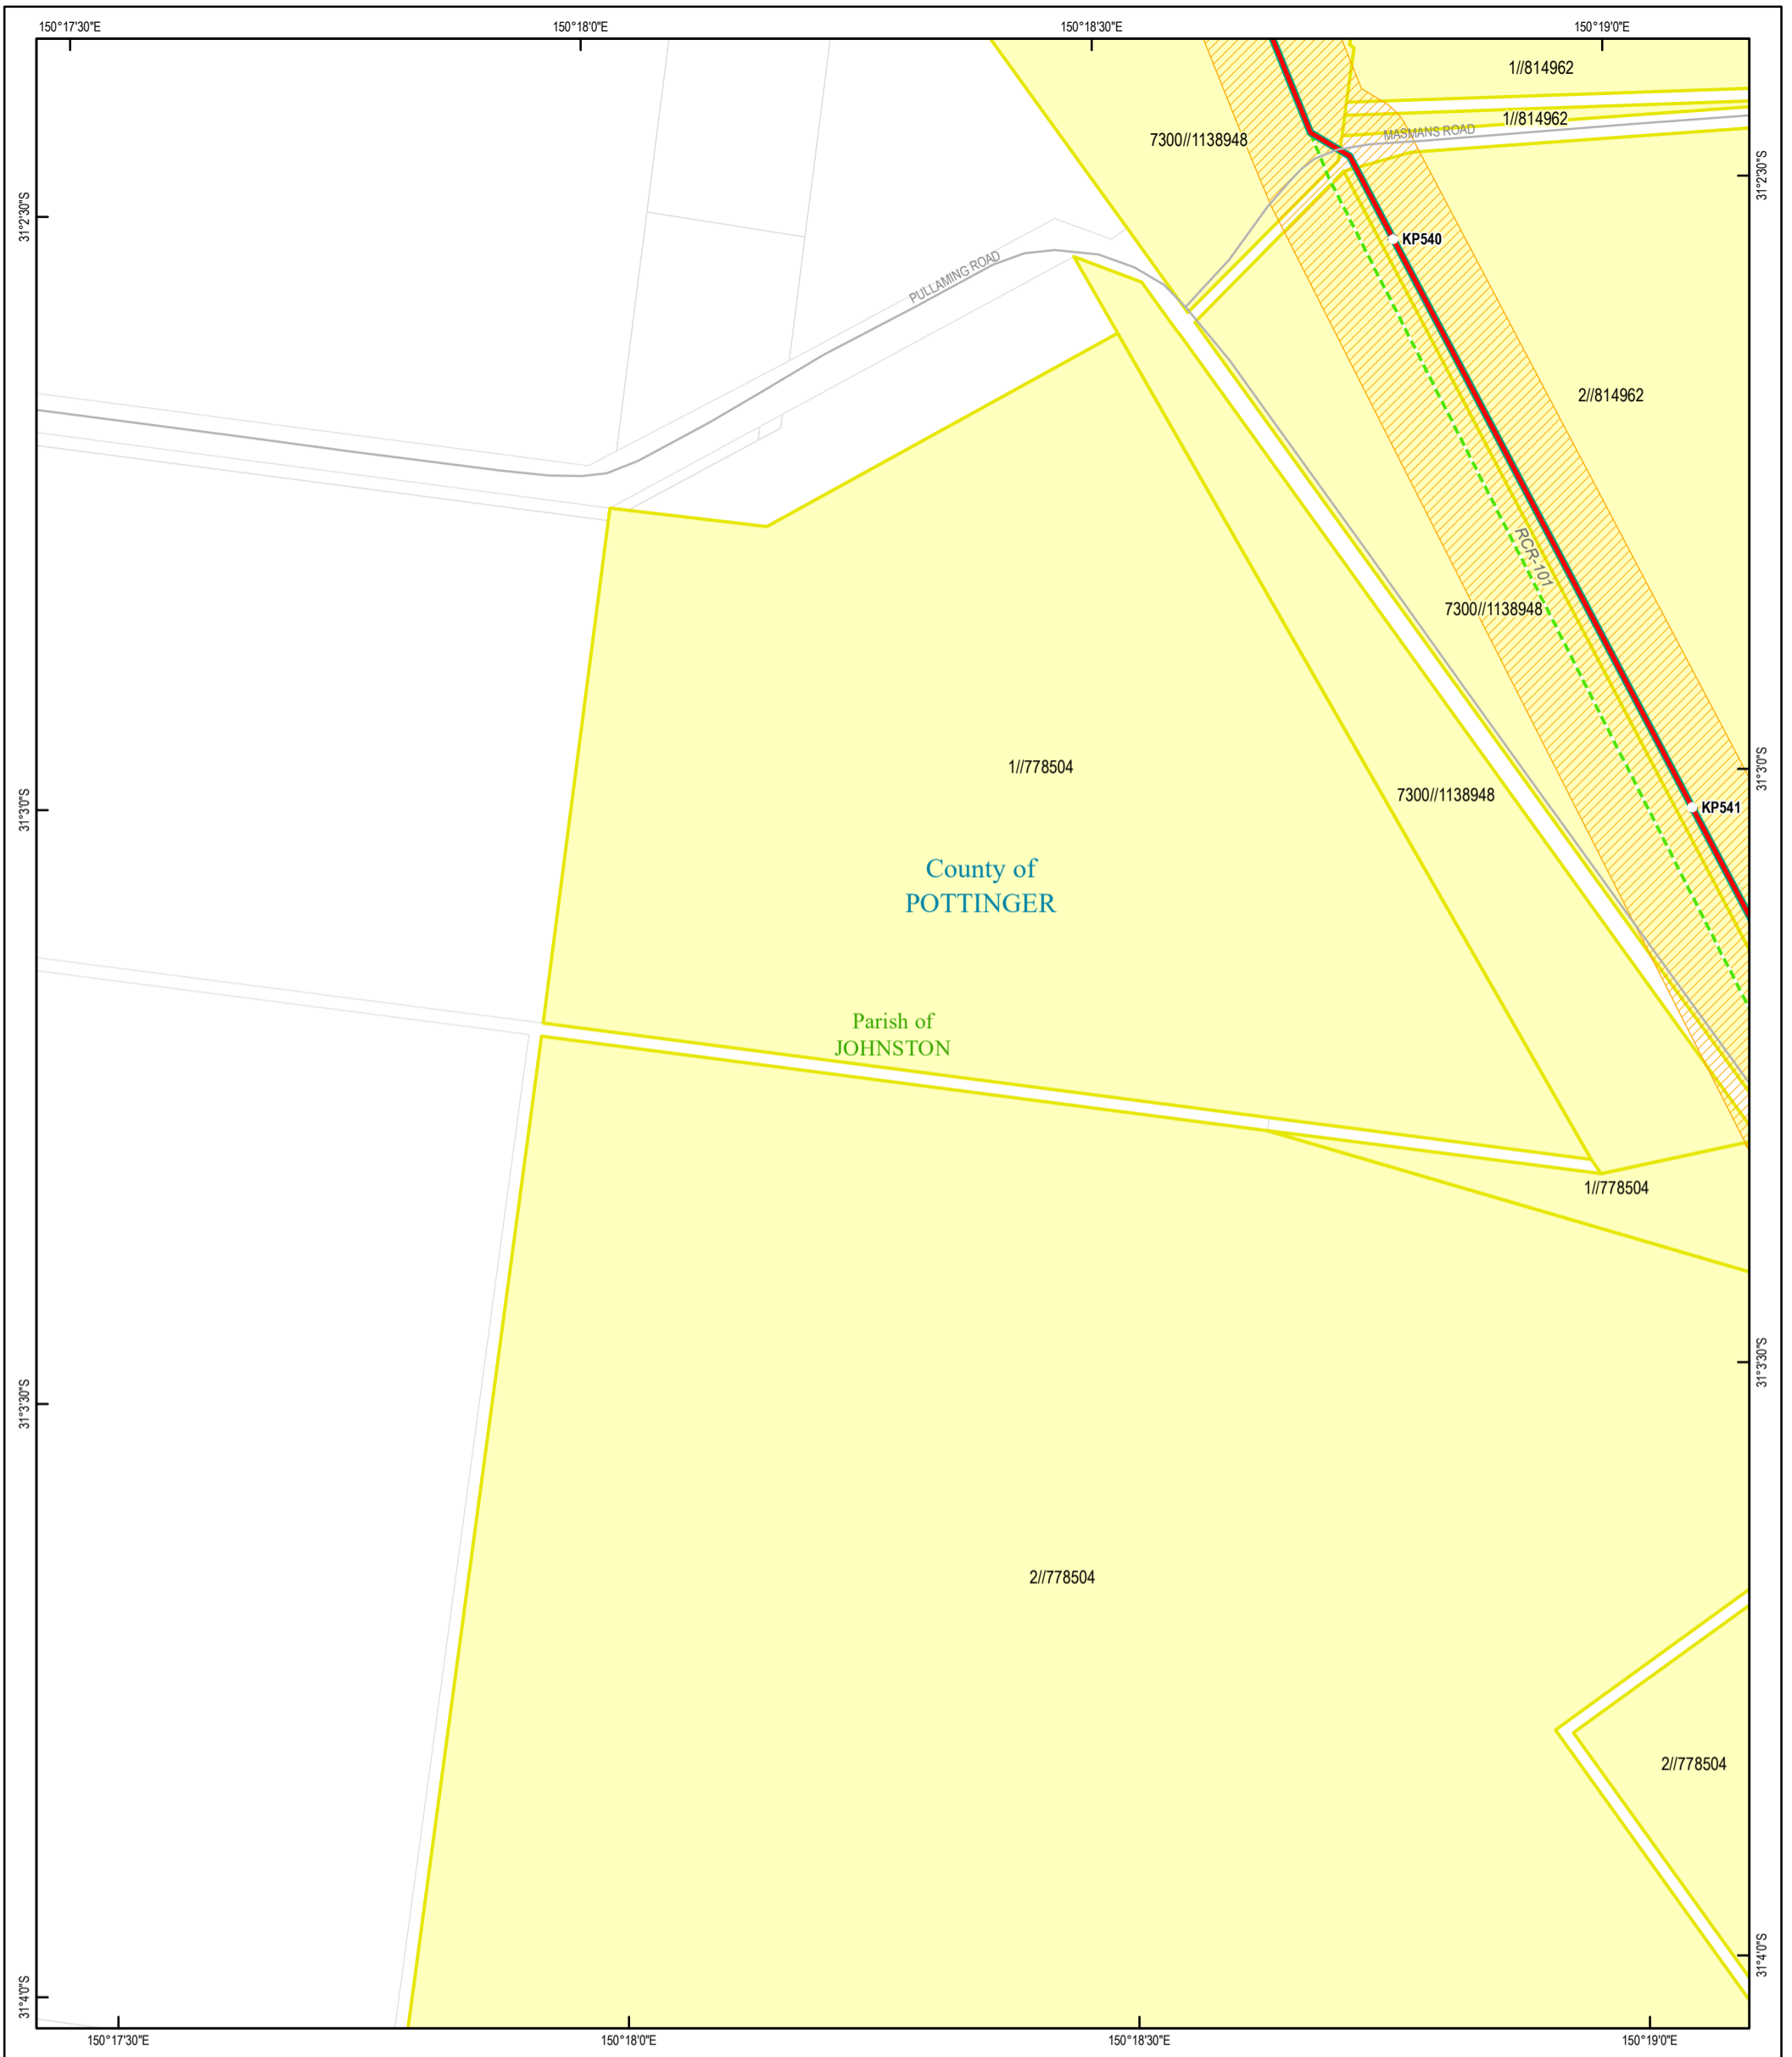 150°17'30"E
150°18'0"E
150°18'30"E
150°19'0"E
1//814962
1//814962
MASMANS ROAD
7300//1138948
31°2'30"S
31°2'30"S
KP540
PULLAMING ROAD
2//814962
RCR-101
7300//1138948
1//778504
31°3'0"S
31°3'0"S
7300//1138948
KP541
County of
POTTINGER
Parish of
JOHNSTON
1//778504
31°3'30"S
31°3'30"S
2//778504
2//778504
31°4'0"S
31°4'0"S
150°17'30"E
150°18'0"E
150°18'30"E
150°19'0"E